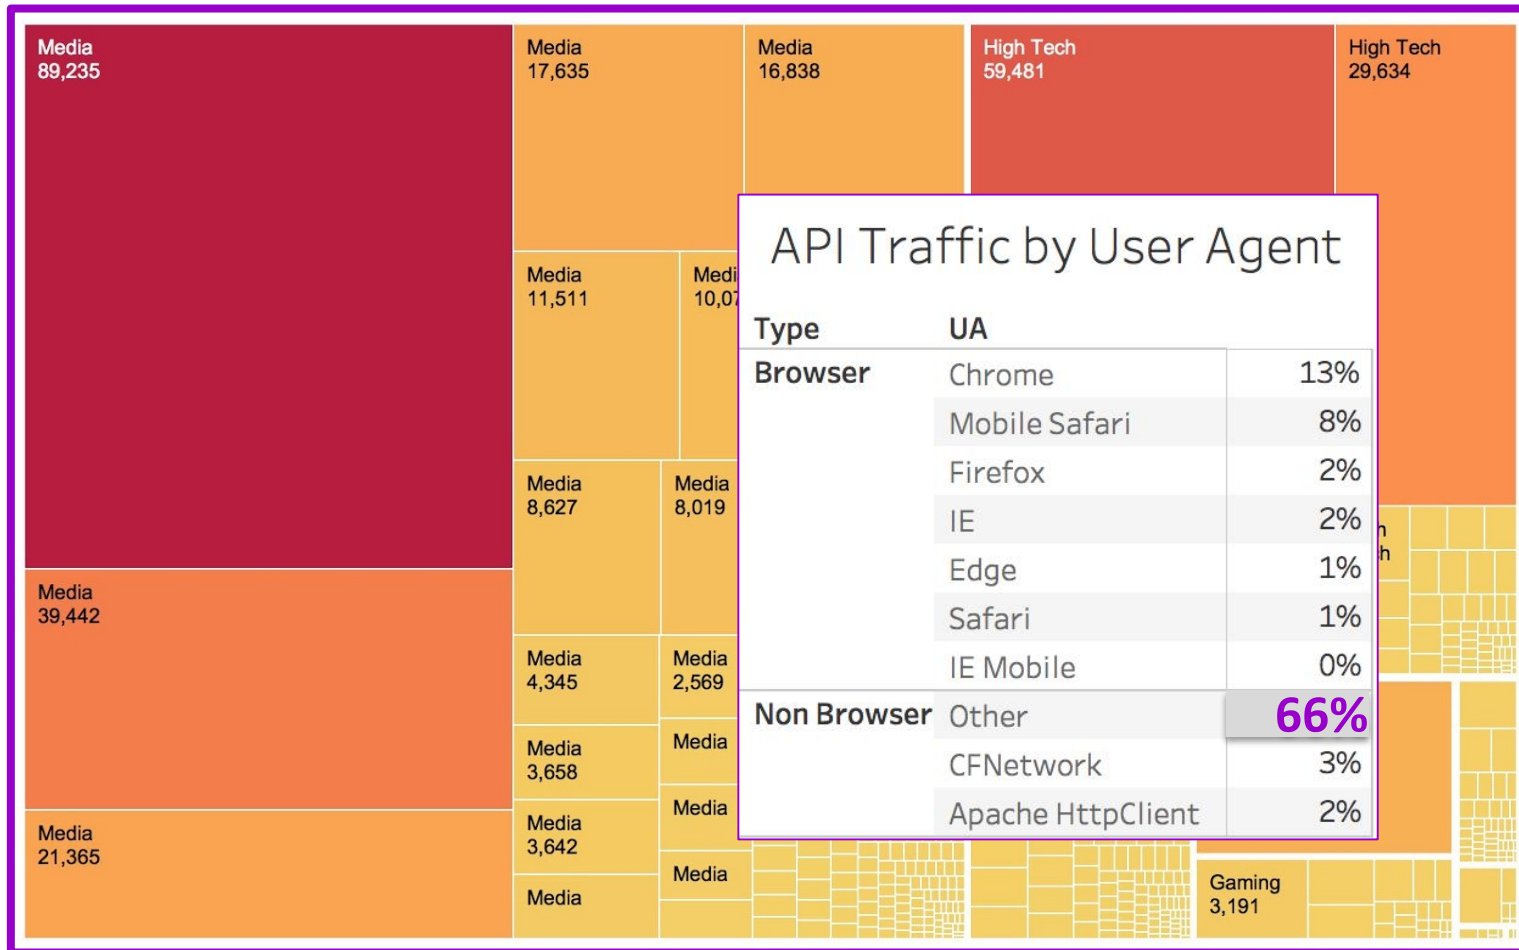 Media
89,235
Media
17,635
Media
16,838
High Tech
59,481
High Tech
29,634
Media
11,511
Media
8,627
Media
8,019
Media
39,442
Media
4,345
Media
2,569
Media
3,658
Media
Media
3,642
Media
Media
21,365
Media
Media
Gaming
3,191
API Traffic by User Agent
Type UA
Browser Chrome 13%
Mobile Safari 8%
Firefox 2%
IE 2%
Edge 1%
Safari 1%
IE Mobile 0%
Non Browser Other 66%
CFNetwork 3%
Apache HttpClient 2%